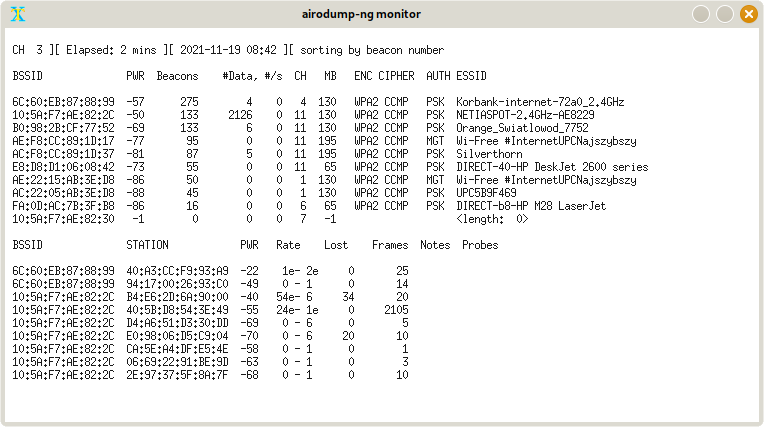 airodump-ng monitor
CH  3 ][ Elapsed: 2 mins ][ 2021-11-19 08:42 ][ sorting by beacon number
BSSID              PWR  Beacons    #Data, #/s  CH   MB   ENC CIPHER  AUTH ESSID
6C:60:EB:87:88:99  -57      275        4    0   4  130   WPA2 CCMP   PSK  Korbank-internet-72a0_2.4GHz
10:5A:F7:AE:82:2C  -50      133     2126    0  11  130   WPA2 CCMP   PSK  NETIASPOT-2.4GHz-AE8229
B0:98:2B:CF:77:52  -69      133        6    0  11  130   WPA2 CCMP   PSK  Orange_Swiatlowod_7752
AE:F8:CC:89:1D:17  -77       95        0    0  11  195   WPA2 CCMP   MGT  Wi-Free #InternetUPCNajszybszy
AC:F8:CC:89:1D:37  -81       87        5    0  11  195   WPA2 CCMP   PSK  Silverthorn
E8:D8:D1:06:08:42  -73       55        0    0  11   65   WPA2 CCMP   PSK  DIRECT-40-HP DeskJet 2600 series
AE:22:15:AB:3E:D8  -86       50        0    0   1  130   WPA2 CCMP   MGT  Wi-Free #InternetUPCNajszybszy
AC:22:05:AB:3E:D8  -88       45        0    0   1  130   WPA2 CCMP   PSK  UPC5B9F469
FA:0D:AC:7B:3F:B8  -86       16        0    0   6   65   WPA2 CCMP   PSK  DIRECT-b8-HP M28 LaserJet
10:5A:F7:AE:82:30   -1        0        0    0   7   -1                    <length:  0>
BSSID              STATION            PWR   Rate    Lost    Frames  Notes  Probes
6C:60:EB:87:88:99  40:A3:CC:F9:93:A9  -22    1e- 2e     0       25
6C:60:EB:87:88:99  94:17:00:26:93:C0  -49    0 - 1      0       14
10:5A:F7:AE:82:2C  B4:E6:2D:6A:90:00  -40   54e- 6     34       20
10:5A:F7:AE:82:2C  40:5B:D8:54:3E:49  -55   24e- 1e     0     2105
10:5A:F7:AE:82:2C  D4:A6:51:D3:30:DD  -69    0 - 6      0        5
10:5A:F7:AE:82:2C  E0:98:06:D5:C9:04  -70    0 - 6     20       10
10:5A:F7:AE:82:2C  CA:5E:A4:DF:E5:4E  -58    0 - 1      0        1
10:5A:F7:AE:82:2C  06:69:22:91:BE:9D  -63    0 - 1      0        3
10:5A:F7:AE:82:2C  2E:97:37:5F:8A:7F  -68    0 - 1      0       10